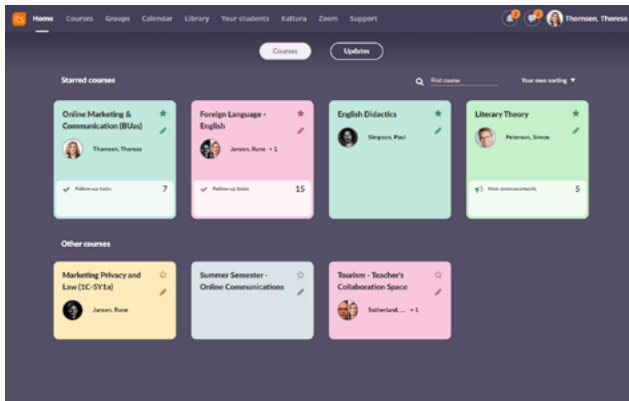 its Home Courses Groups Calendar Library Your students Kaltura Zoom Support Thomsen, Therese
Courses Updates
Starred courses Find course Your own sorting
Online Marketing & Communication (BUas)
Thomsen, Therese
Follow-up tasks 7
Foreign Language - English
Jansen, Rune + 1
Follow-up tasks 15
English Didactics
Simpson, Paul
Literary Theory
Peterson, Simon
New announcements 5
Other courses
Marketing Privacy and Law (1C-SY1a)
Jansen, Rune
Summer Semester - Online Communications
Tourism - Teacher's Collaboration Space
Sutherland, ... + 1